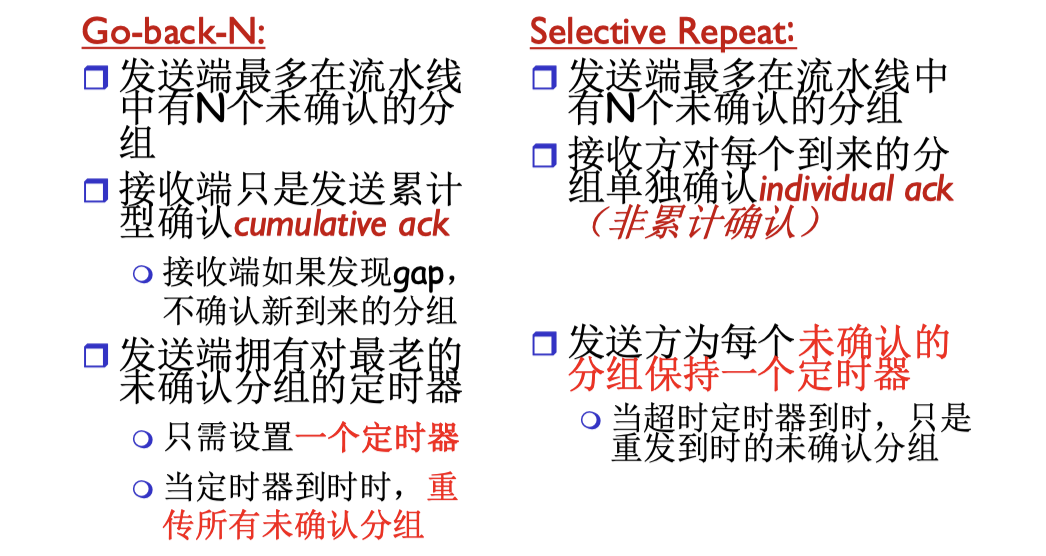 Go-back-N:
发送端最多在流水线
中有N个未确认的分
组
接收端只是发送累计
型确认cumulative ack
接收端如果发现gap，
不确认新到来的分组
发送端拥有对最老的
未确认分组的定时器
只需设置一个定时器
当定时器到时时，重
传所有未确认分组
Selective Repeat:
发送端最多在流水线中
有N个未确认的分组
接收方对每个到来的分
组单独确认individual ack
（非累计确认）
发送方为每个未确认的
分组保持一个定时器
当超时定时器到时，只是
重发到时的未确认分组